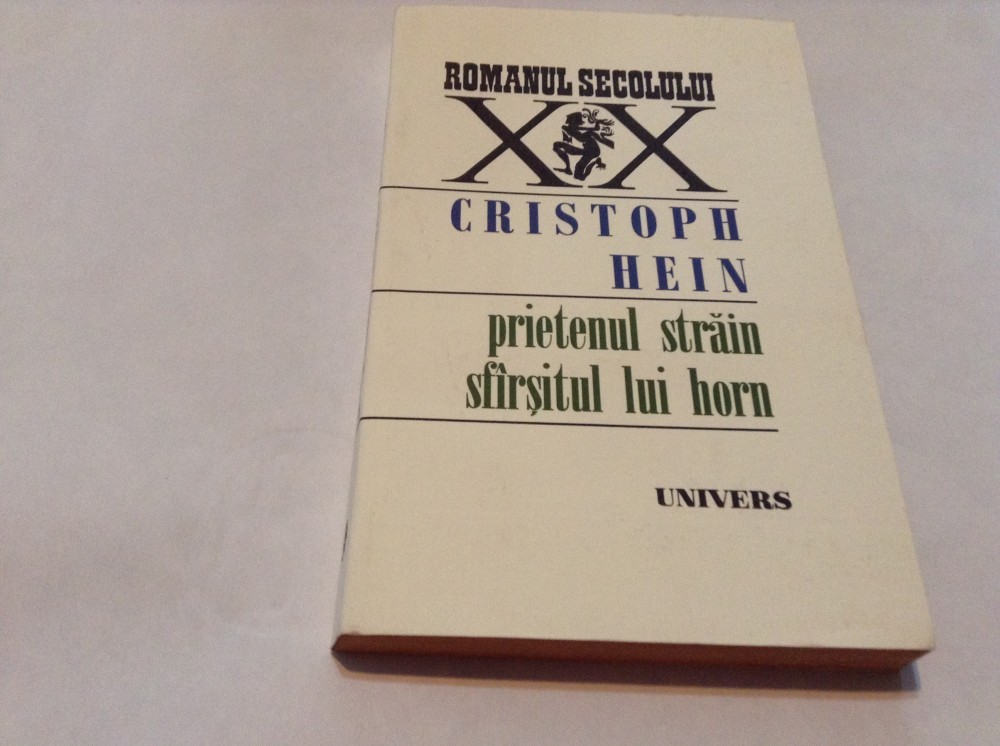 ROMANUL SECOLULUI
XX
CRISTOPH
HEIN
prietenul străin
sfîrșitul lui horn
UNIVERS